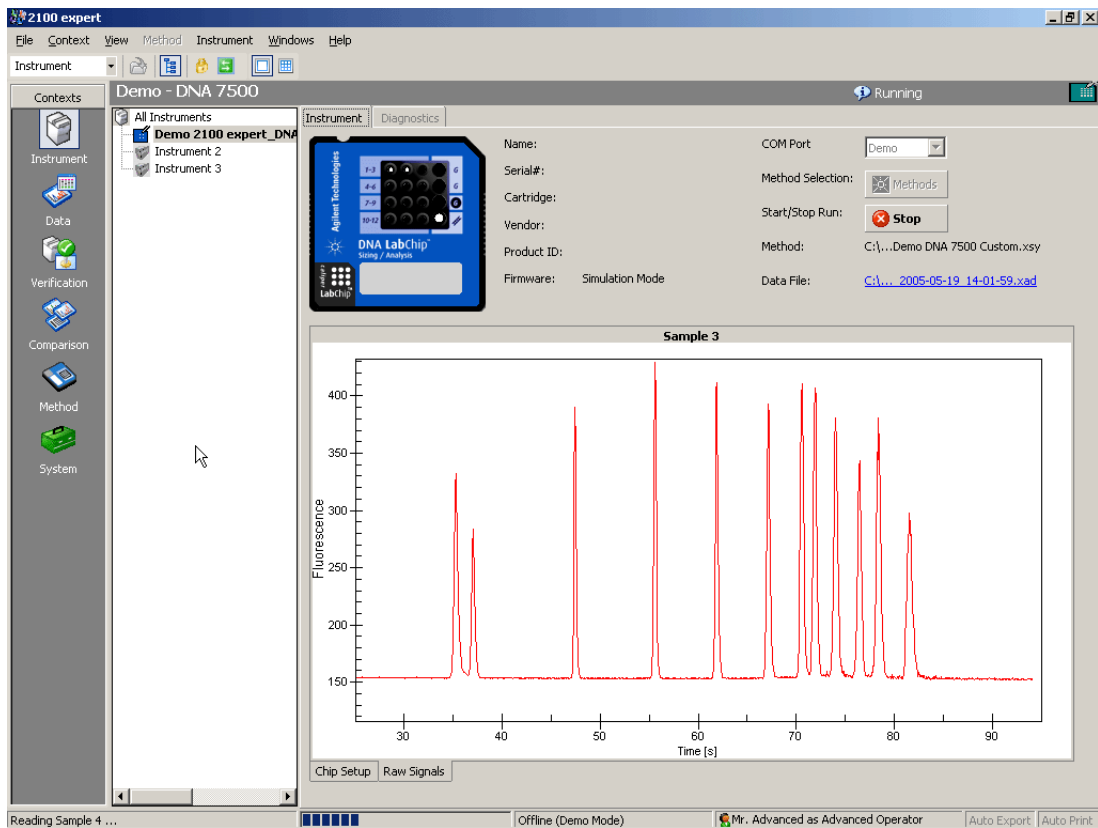 2100 expert
File Context View Method Instrument Windows Help
Instrument
Contexts
Instrument
Data
Verification
Comparison
Method
System
Demo - DNA 7500
Running
All Instruments
Demo 2100 expert_DNA
Instrument 2
Instrument 3
Instrument Diagnostics
Agilent Technologies
1-3 G
4-6 G
7-9 G
10-12
DNA LabChip
Sizing / Analysis
caliper
LabChip
Name:
Serial#:
Cartridge:
Vendor:
Product ID:
Firmware: Simulation Mode
COM Port Demo
Method Selection: Methods
Start/Stop Run: Stop
Method: C:\...Demo DNA 7500 Custom.xsy
Data File: C:\... 2005-05-19 14-01-59.xad
Sample 3
Fluorescence
400
350
300
250
200
150
30 40 50 60 70 80 90
Time [s]
Chip Setup Raw Signals
Reading Sample 4 ... Offline (Demo Mode) Mr. Advanced as Advanced Operator Auto Export Auto Print